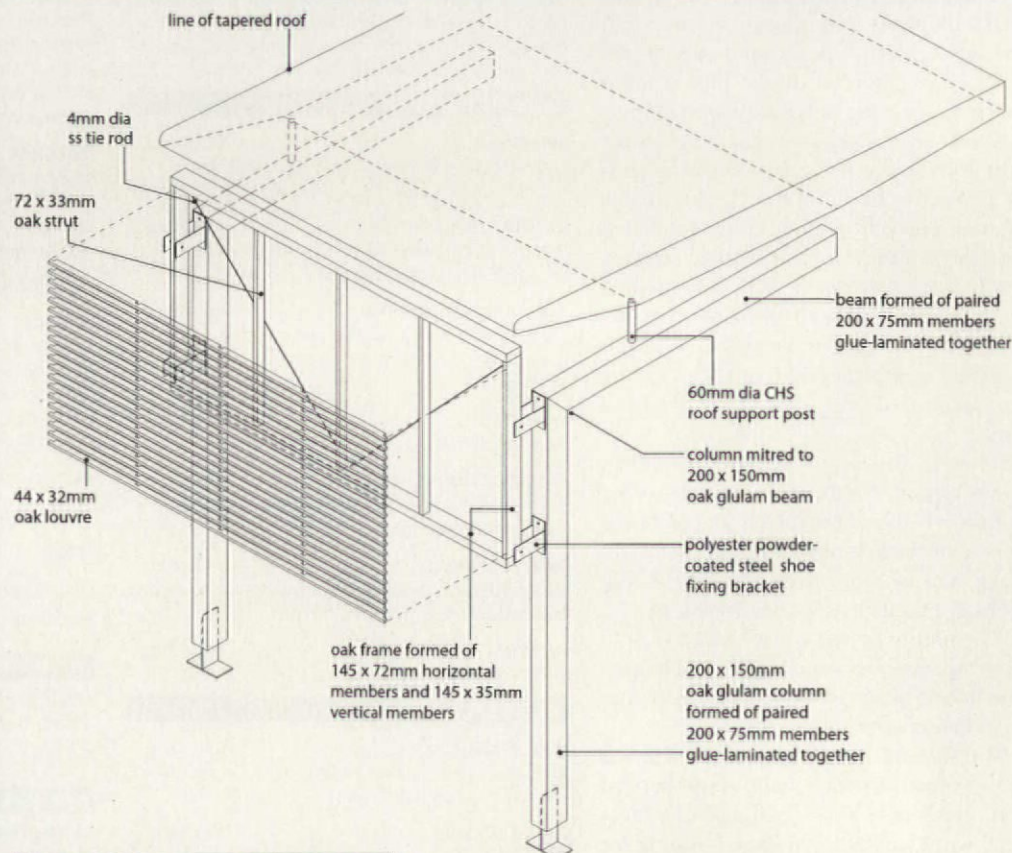 line of tapered roof
4mm dia
ss tie rod
72 x 33mm
oak strut
44 x 32mm
oak louvre
oak frame formed of
145 x 72mm horizontal
members and 145 x 35mm
vertical members
beam formed of paired
200 x 75mm members
glue-laminated together
60mm dia CHS
roof support post
column mitred to
200 x 150mm
oak glulam beam
polyester powder-
coated steel shoe
fixing bracket
200 x 150mm
oak glulam column
formed of paired
200 x 75mm members
glue-laminated together